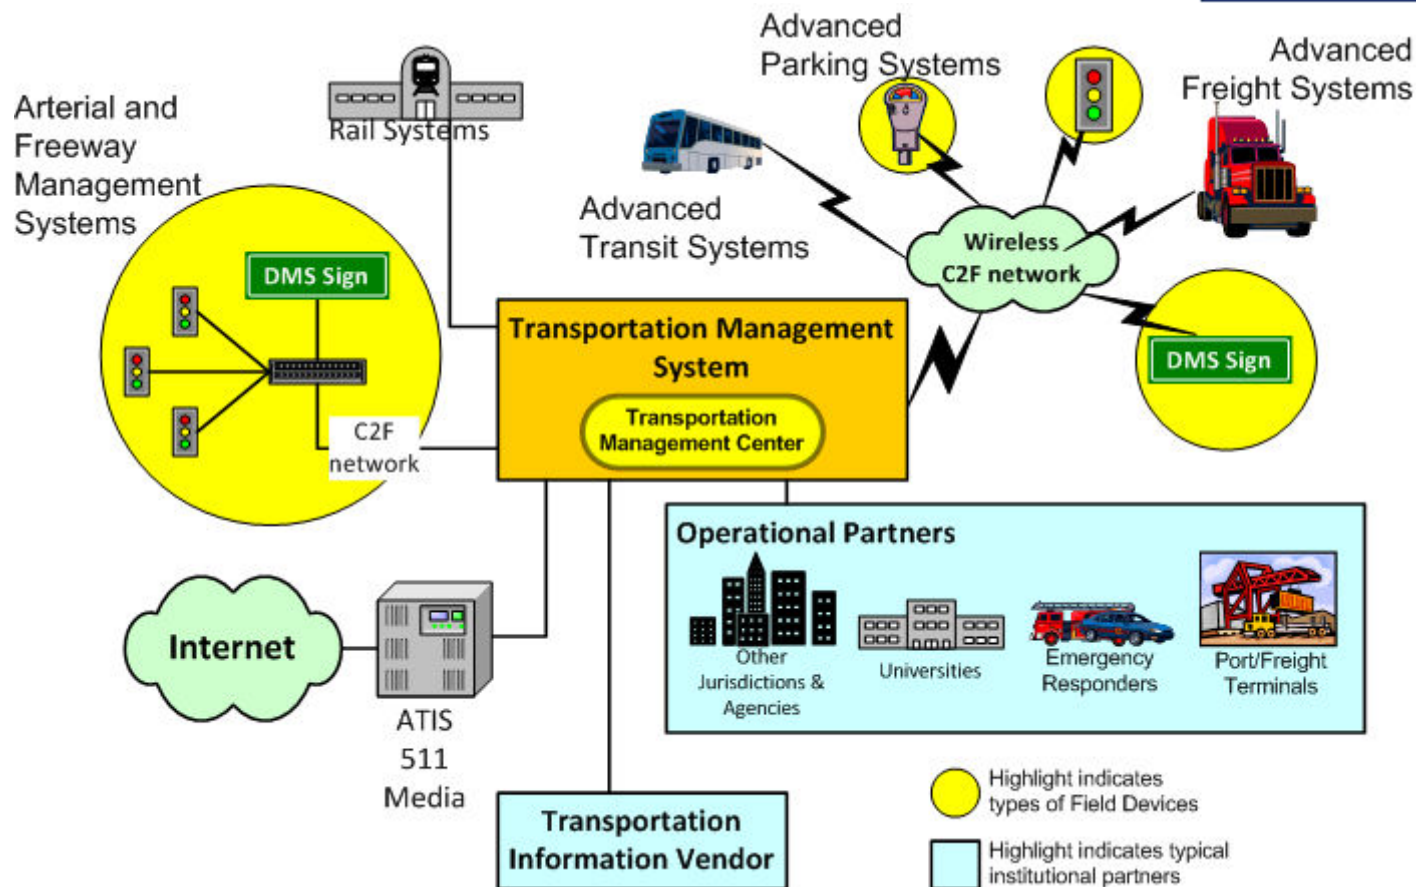 Arterial and
Freeway
Management
Systems
Rail Systems
Advanced
Transit Systems
Advanced
Parking Systems
Advanced
Freight Systems
Wireless
C2F network
DMS Sign
DMS Sign
C2F
network
Transportation Management
System
Transportation
Management Center
Operational Partners
Other
Jurisdictions &
Agencies
Universities
Emergency
Responders
Port/Freight
Terminals
Internet
ATIS
511
Media
Transportation
Information Vendor
Highlight indicates
types of Field Devices
Highlight indicates typical
institutional partners